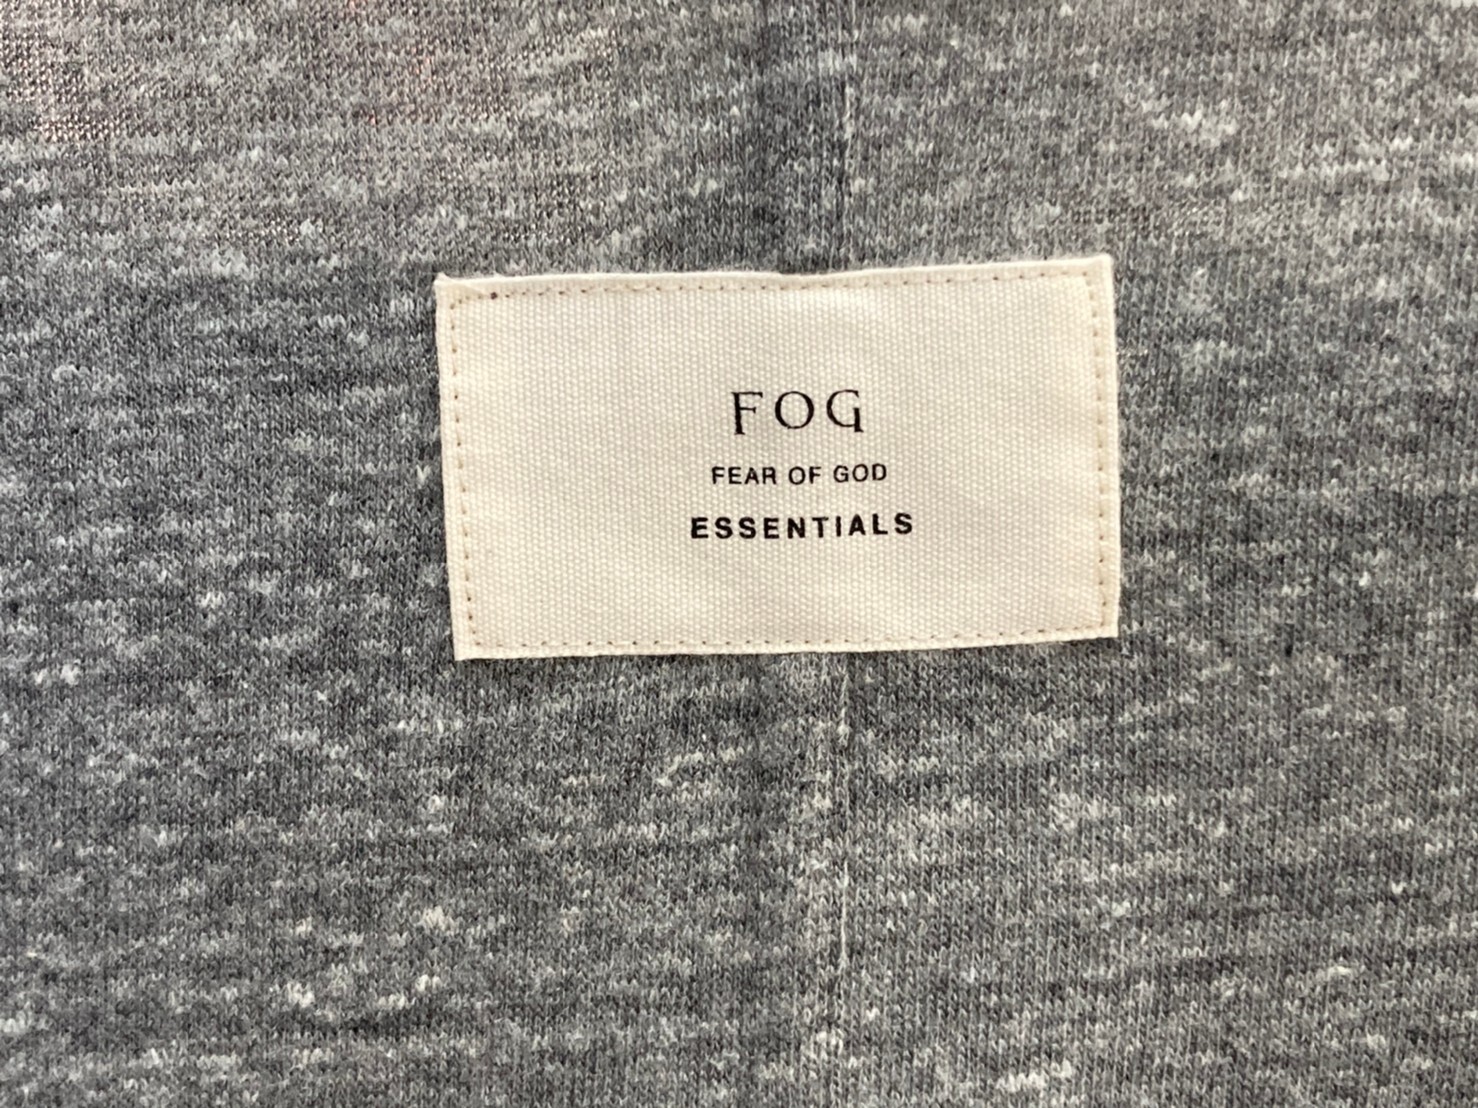 FOG
FEAR OF GOD
ESSENTIALS